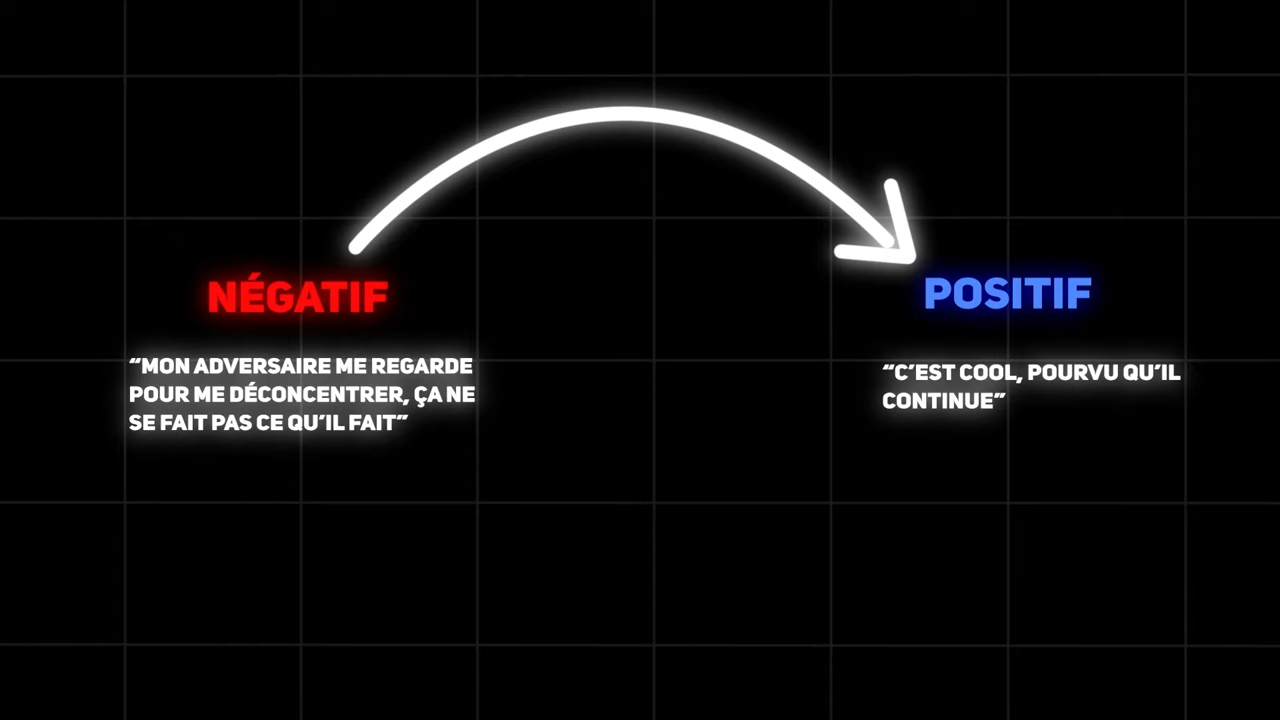 NÉGATIF
“MON ADVERSAIRE ME REGARDE
POUR ME DÉCONCENTRER, ÇA NE
SE FAIT PAS CE QU’IL FAIT”
POSITIF
“C’EST COOL, POURVU QU’IL
CONTINUE”